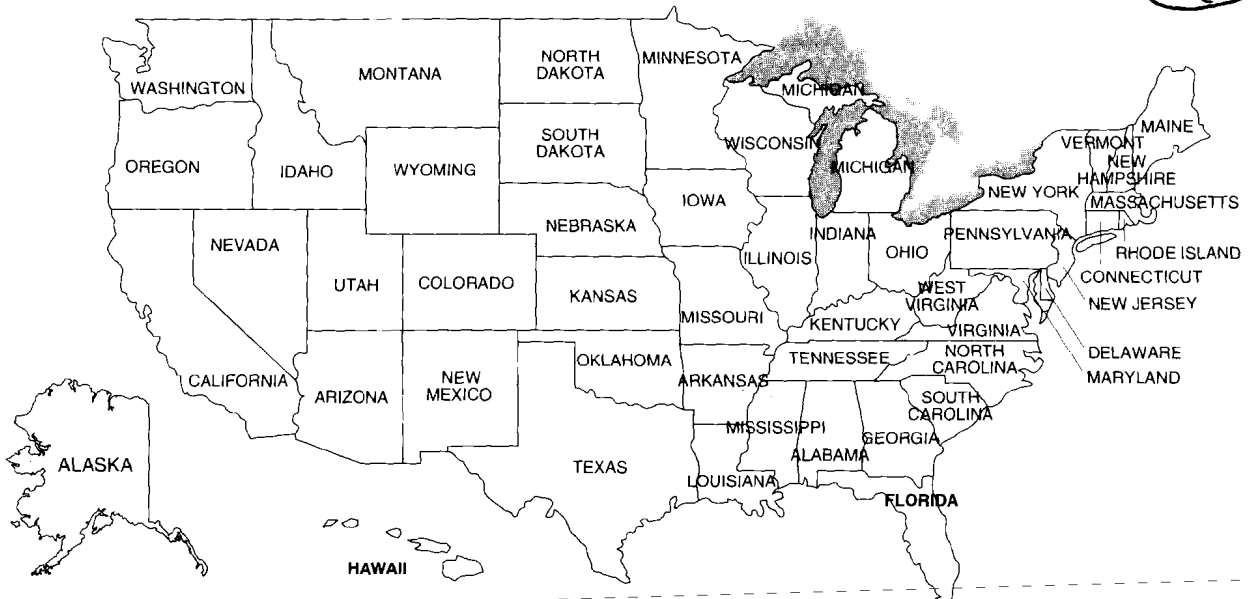 WASHINGTON
MONTANA
NORTH
DAKOTA
MINNESOTA
MICHIGAN
MAINE
VERMONT
NEW
HAMPSHIRE
OREGON
IDAHO
WYOMING
SOUTH
DAKOTA
WISCONSIN
MICHIGAN
NEW YORK
MASSACHUSETTS
IOWA
NEBRASKA
NEVADA
UTAH
COLORADO
KANSAS
ILLINOIS
INDIANA
OHIO
PENNSYLVANIA
RHODE ISLAND
CONNECTICUT
NEW JERSEY
WEST
VIRGINIA
MISSOURI
KENTUCKY
VIRGINIA
DELAWARE
MARYLAND
CALIFORNIA
ARIZONA
NEW
MEXICO
OKLAHOMA
ARKANSAS
TENNESSEE
NORTH
CAROLINA
SOUTH
CAROLINA
MISSISSIPPI
ALABAMA
GEORGIA
ALASKA
TEXAS
LOUISIANA
FLORIDA
HAWAII